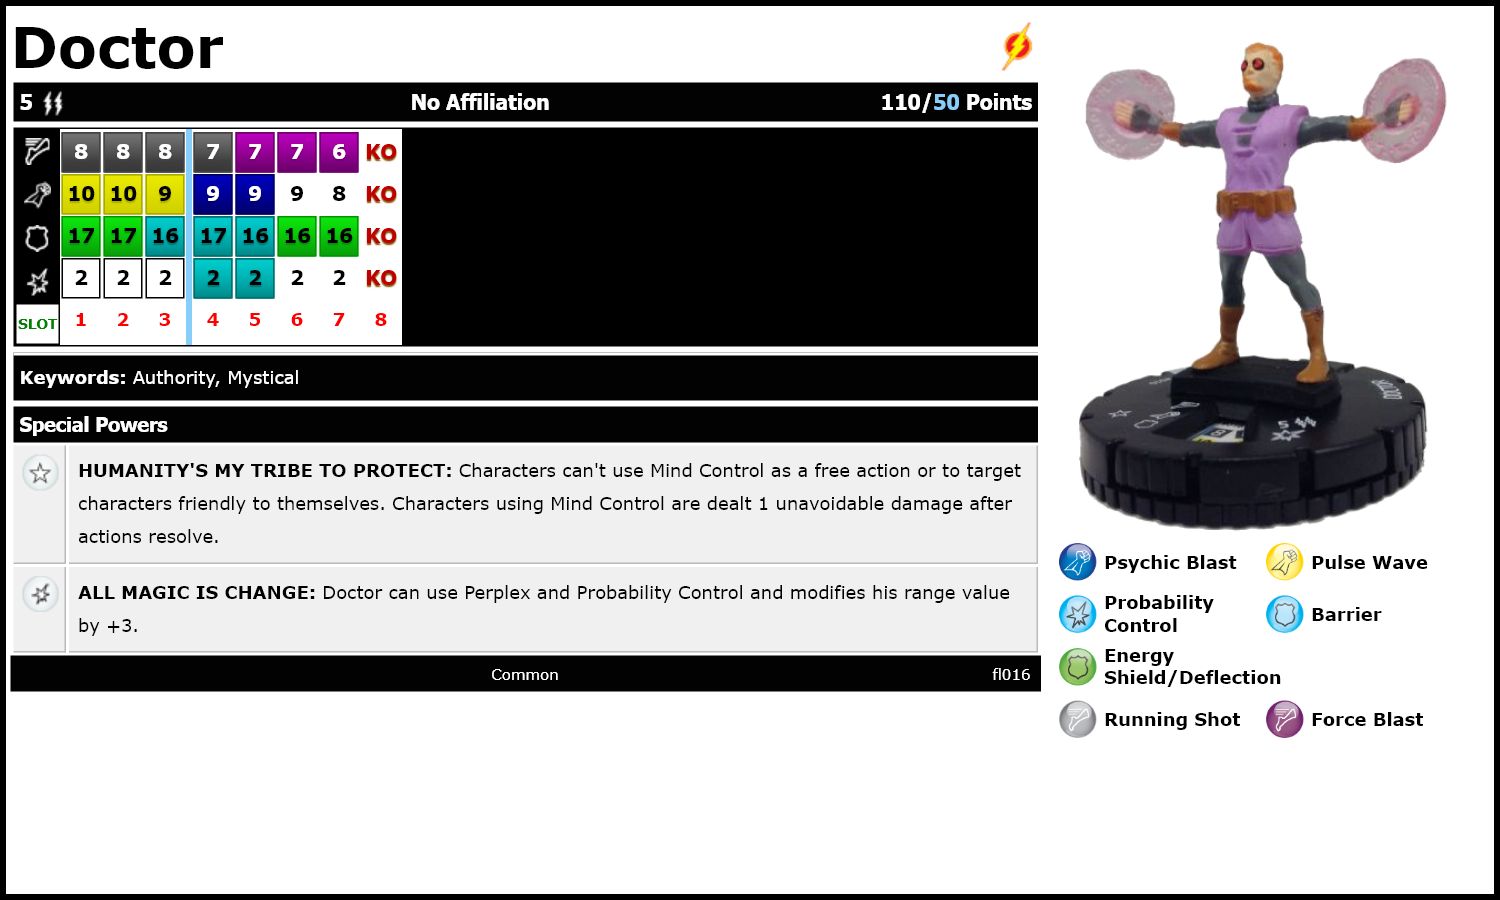 Doctor
5 No Affiliation 110/50 Points
8 8 8 7 7 7 6 KO
10 10 9 9 9 9 8 KO
17 17 16 17 16 16 16 KO
2 2 2 2 2 2 2 KO
SLOT 1 2 3 4 5 6 7 8
Keywords: Authority, Mystical
Special Powers
HUMANITY'S MY TRIBE TO PROTECT: Characters can't use Mind Control as a free action or to target
characters friendly to themselves. Characters using Mind Control are dealt 1 unavoidable damage after
actions resolve.
ALL MAGIC IS CHANGE: Doctor can use Perplex and Probability Control and modifies his range value
by +3.
Common fl016
DOCTOR
5
8
Psychic Blast Pulse Wave
Probability
Control Barrier
Energy
Shield/Deflection
Running Shot Force Blast